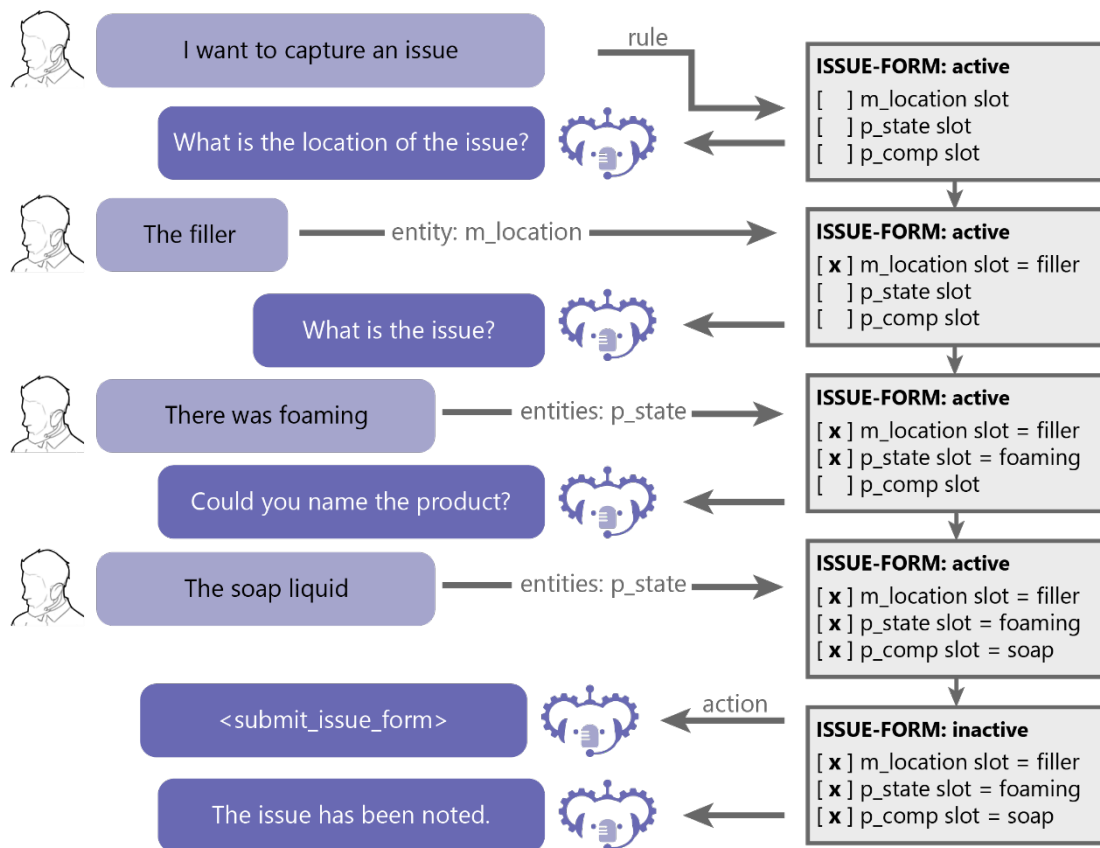 I want to capture an issue
rule
ISSUE-FORM: active
[ ] m_location slot
[ ] p_state slot
[ ] p_comp slot
What is the location of the issue?
The filler
entity: m_location
ISSUE-FORM: active
[ x ] m_location slot = filler
[ ] p_state slot
[ ] p_comp slot
What is the issue?
There was foaming
entities: p_state
ISSUE-FORM: active
[ x ] m_location slot = filler
[ x ] p_state slot = foaming
[ ] p_comp slot
Could you name the product?
The soap liquid
entities: p_state
ISSUE-FORM: active
[ x ] m_location slot = filler
[ x ] p_state slot = foaming
[ x ] p_comp slot = soap
<submit_issue_form>
action
ISSUE-FORM: inactive
[ x ] m_location slot = filler
[ x ] p_state slot = foaming
[ x ] p_comp slot = soap
The issue has been noted.